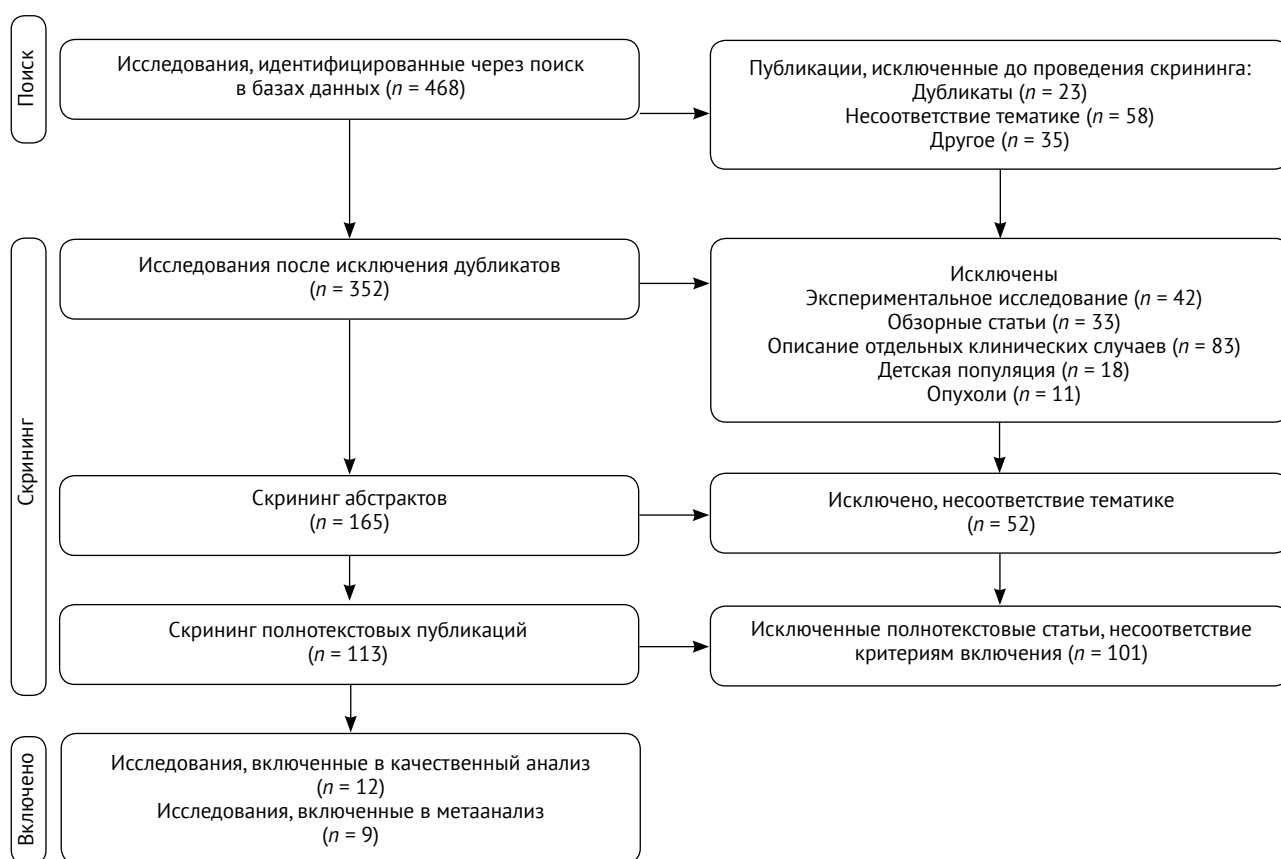 Поиск
Исследования, идентифицированные через поиск
в базах данных (n = 468)
Публикации, исключенные до проведения скрининга:
Дубликаты (n = 23)
Несоответствие тематике (n = 58)
Другое (n = 35)
Скрининг
Исследования после исключения дубликатов
(n = 352)
Исключены
Экспериментальное исследование (n = 42)
Обзорные статьи (n = 33)
Описание отдельных клинических случаев (n = 83)
Детская популяция (n = 18)
Опухоли (n = 11)
Скрининг абстрактов
(n = 165)
Исключено, несоответствие тематике
(n = 52)
Скрининг полнотекстовых публикаций
(n = 113)
Исключенные полнотекстовые статьи, несоответствие
критериям включения (n = 101)
Включено
Исследования, включенные в качественный анализ
(n = 12)
Исследования, включенные в метаанализ
(n = 9)